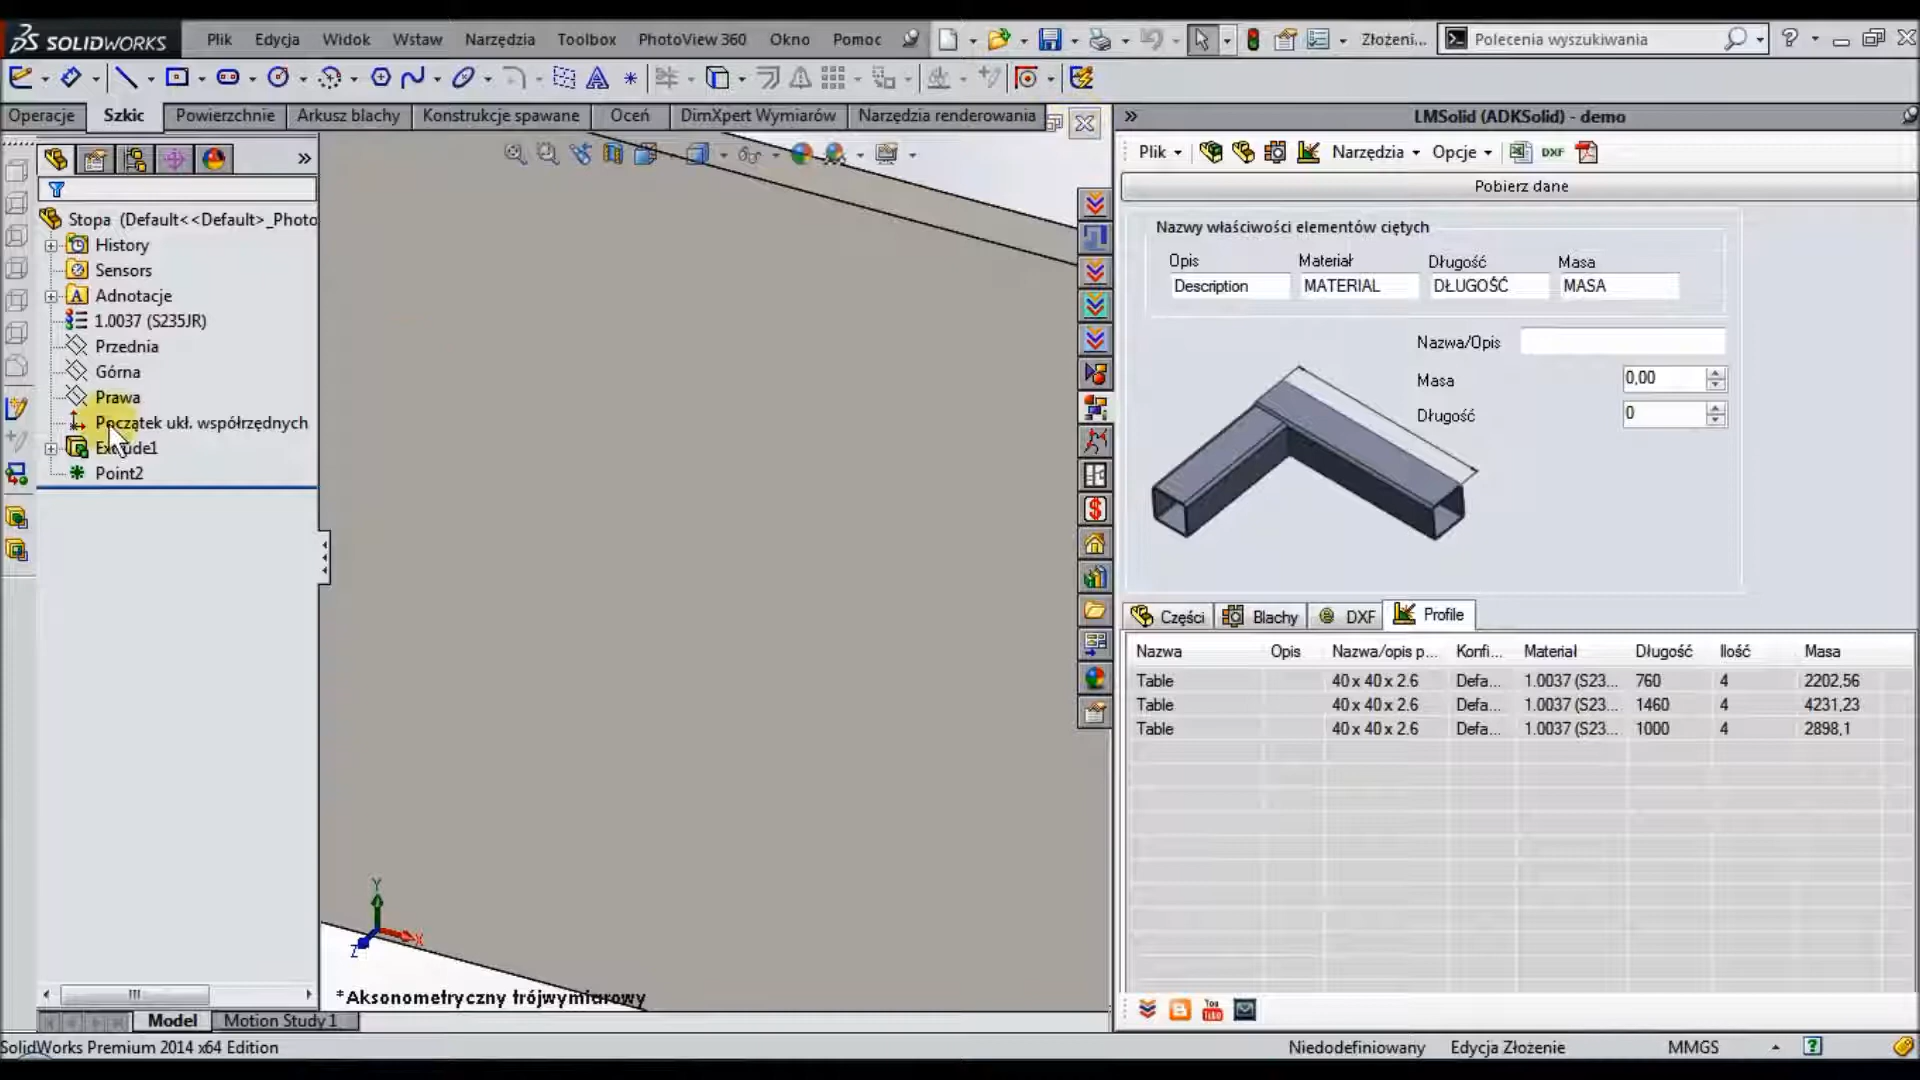 SOLIDWORKS Plik Edycja Widok Wstaw Narzędzia Toolbox PhotoView 360 Okno Pomoc Złożeni... Polecenia wyszukiwania
Operacje Szkic Powierzchnie Arkusz blachy Konstrukcje spawane Oceń DimXpert Wymiarów Narzędzia renderowania
Stopa (Default<<Default>_Photo
History
Sensors
Adnotacje
1.0037 (S235JR)
Przednia
Górna
Prawa
Początek ukł. współrzędnych
Extrude1
Point2
Y
X
Z
*Aksonometryczny trójwymiarowy
Model Motion Study 1
LMSolid (ADKSolid) - demo
Plik Narzędzia Opcje DXF
Pobierz dane
Nazwy właściwości elementów ciętych
Opis Materiał Długość Masa
Description MATERIAL DŁUGOŚĆ MASA
Nazwa/Opis
Masa 0,00
Długość 0
Części Blachy DXF Profile
Nazwa Opis Nazwa/opis p... Konfi... Materiał Długość Ilość Masa
Table 40 x 40 x 2.6 Defa... 1.0037 (S23... 760 4 2202,56
Table 40 x 40 x 2.6 Defa... 1.0037 (S23... 1460 4 4231,23
Table 40 x 40 x 2.6 Defa... 1.0037 (S23... 1000 4 2898,1
You Tube
SolidWorks Premium 2014 x64 Edition Niedodefiniowany Edycja Złożenie MMGS